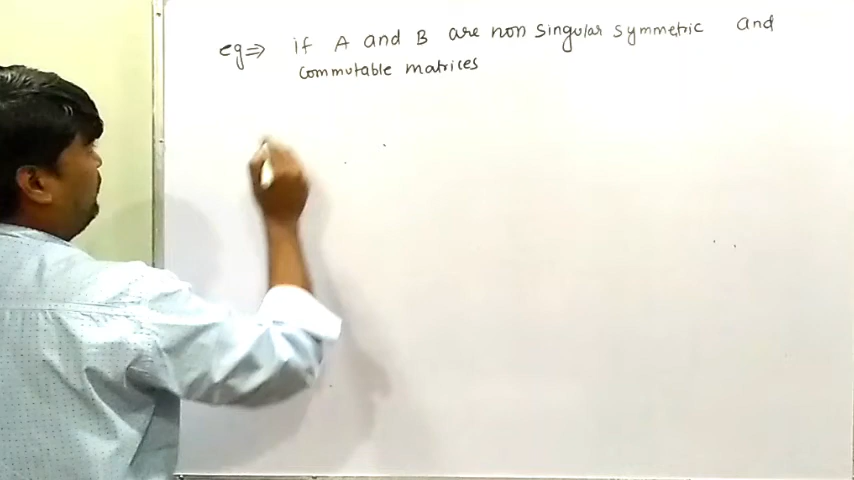 eg⇒ if A and B are non singular symmetric and
commutable matrices